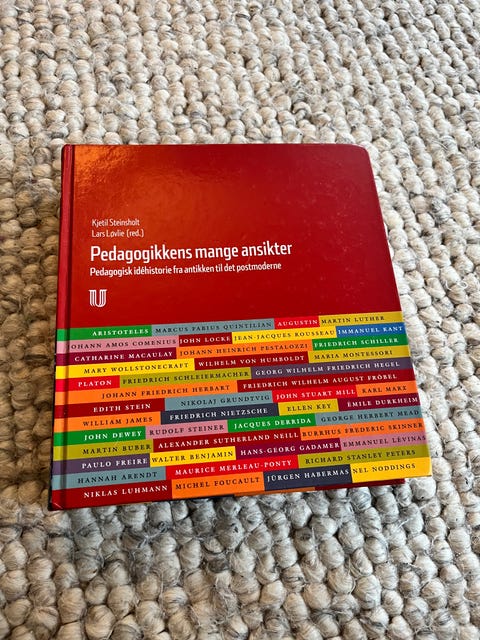 Kjetil Steinsholt
Lars Løvlie (red.)
Pedagogikkens mange ansikter
Pedagogisk idéhistorie fra antikken til det postmoderne
U
ARISTOTELES MARCUS FABIUS QUINTILIAN AUGUSTIN MARTIN LUTHER
JOHANN AMOS COMENIUS JOHN LOCKE JEAN-JACQUES ROUSSEAU IMMANUEL KANT
CATHARINE MACAULAY JOHANN HEINRICH PESTALOZZI FRIEDRICH SCHILLER
MARY WOLLSTONECRAFT WILHELM VON HUMBOLDT MARIA MONTESSORI
PLATON FRIEDRICH SCHLEIERMACHER GEORG WILHELM FRIEDRICH HEGEL
JOHANN FRIEDRICH HERBART FRIEDRICH WILHELM AUGUST FRÖBEL
EDITH STEIN NIKOLAJ GRUNDTVIG JOHN STUART MILL KARL MARX
WILLIAM JAMES FRIEDRICH NIETZSCHE ELLEN KEY ÉMILE DURKHEIM
JOHN DEWEY RUDOLF STEINER JACQUES DERRIDA GEORGE HERBERT MEAD
MARTIN BUBER ALEXANDER SUTHERLAND NEILL BURRHUS FREDERIC SKINNER
PAULO FREIRE WALTER BENJAMIN HANS-GEORG GADAMER EMMANUEL LÉVINAS
HANNAH ARENDT MAURICE MERLEAU-PONTY RICHARD STANLEY PETERS
NIKLAS LUHMANN MICHEL FOUCAULT JÜRGEN HABERMAS NEL NODDINGS